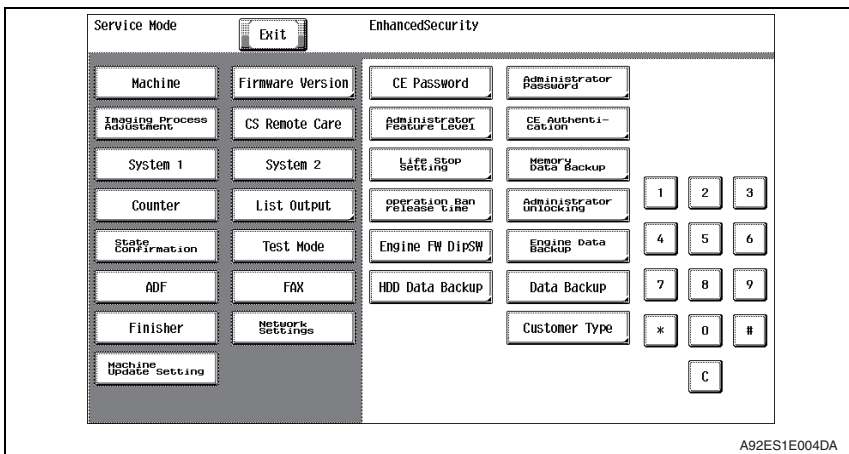 Service Mode
Exit
EnhancedSecurity
Machine
Firmware Version
CE Password
Administrator
Password
Imaging Process
Adjustment
CS Remote Care
Administrator
Feature Level
CE Authenti-
cation
System 1
System 2
Life Stop
Setting
Memory
Data Backup
Counter
List Output
operation Ban
release time
Administrator
unlocking
1
2
3
State
Confirmation
Test Mode
Engine FW DipSW
Engine Data
Backup
4
5
6
ADF
FAX
HDD Data Backup
Data Backup
7
8
9
Finisher
Network
Settings
Customer Type
*
0
#
Machine
Update Setting
C
A92ES1E004DA